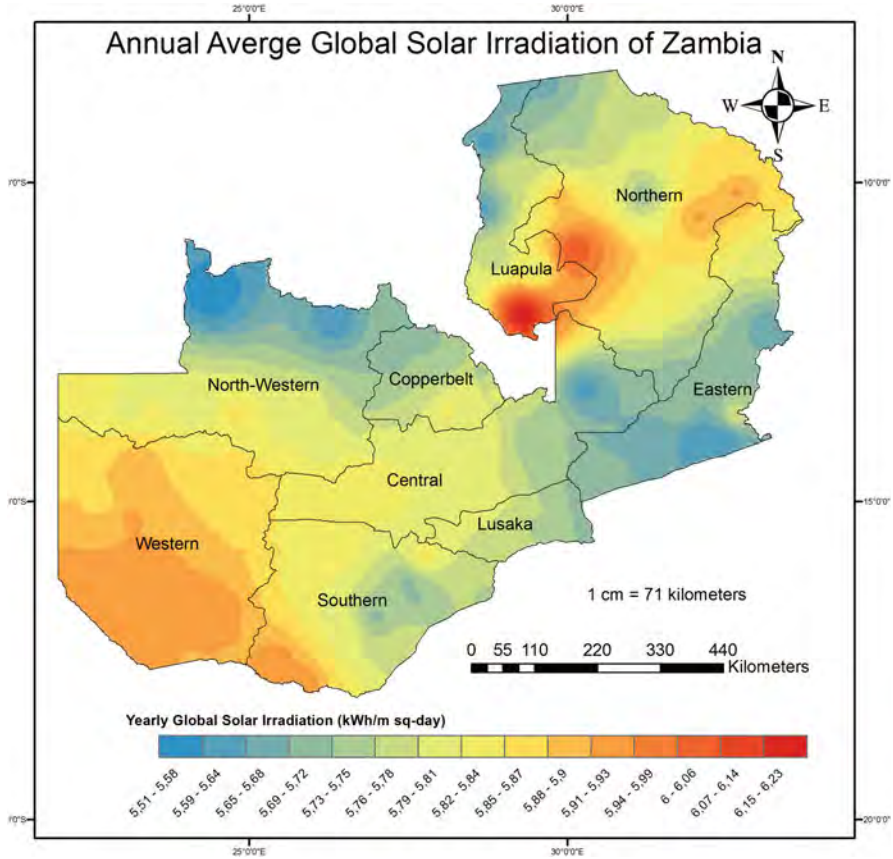 25°0'0"E 30°0'0"E
Annual Averge Global Solar Irradiation of Zambia
N
W E
S
'0"S 10°0'0"
Northern
Luapula
North-Western
Copperbelt
Eastern
Central
'0"S 15°0'0"
Lusaka
Western
Southern
1 cm = 71 kilometers
0 55 110 220 330 440
Kilometers
Yearly Global Solar Irradiation (kWh/m sq-day)
5,51 - 5,58
5,59 - 5,64
5,65 - 5,68
5,69 - 5,72
5,73 - 5,75
5,76 - 5,78
5,79 - 5,81
5,82 - 5,84
5,85 - 5,87
5,88 - 5,9
5,91 - 5,93
5,94 - 5,99
6 - 6,06
6,07 - 6,14
6,15 - 6,23
'0"S 20°0'0"
25°0'0"E 30°0'0"E